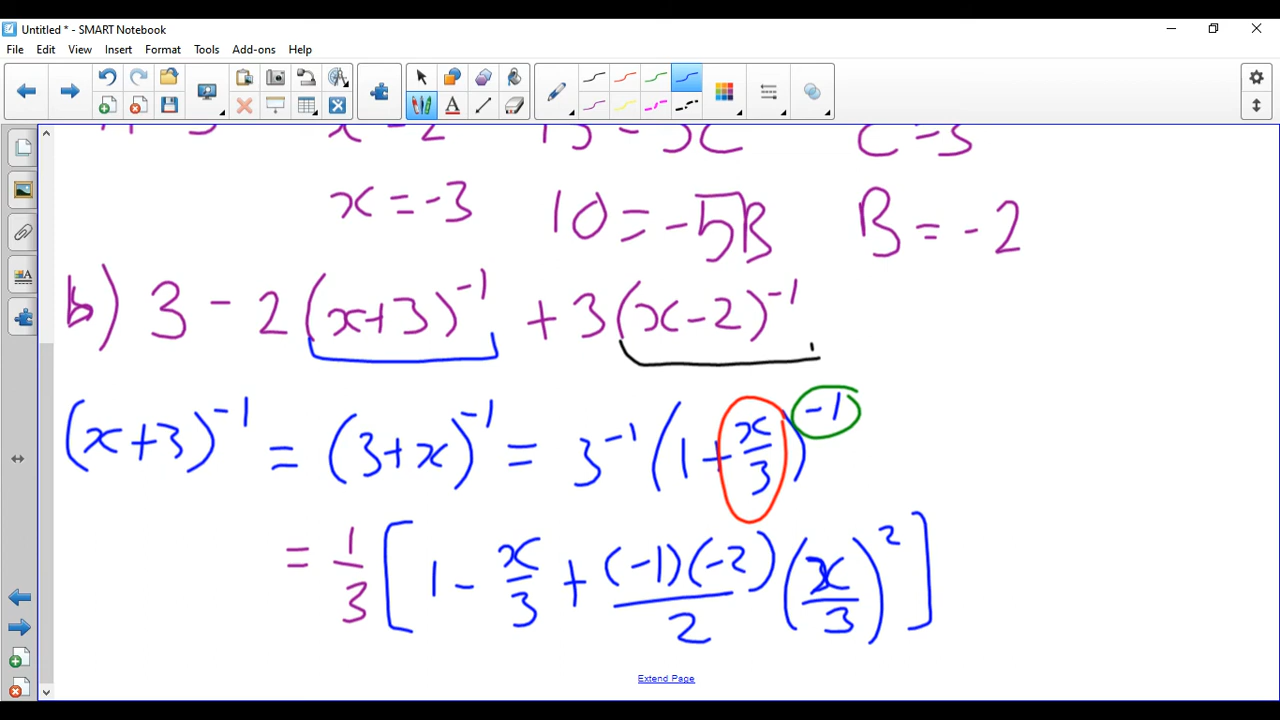 Untitled * - SMART Notebook
File Edit View Insert Format Tools Add-ons Help
x = -3 10 = -5B B = -2
b) 3 - 2(x+3)⁻¹ + 3(x-2)⁻¹
(x+3)⁻¹ = (3+x)⁻¹ = 3⁻¹(1+x/3)⁻¹
= 1/3[1 - x/3 + (-1)(-2)/2 (x/3)²]
Extend Page